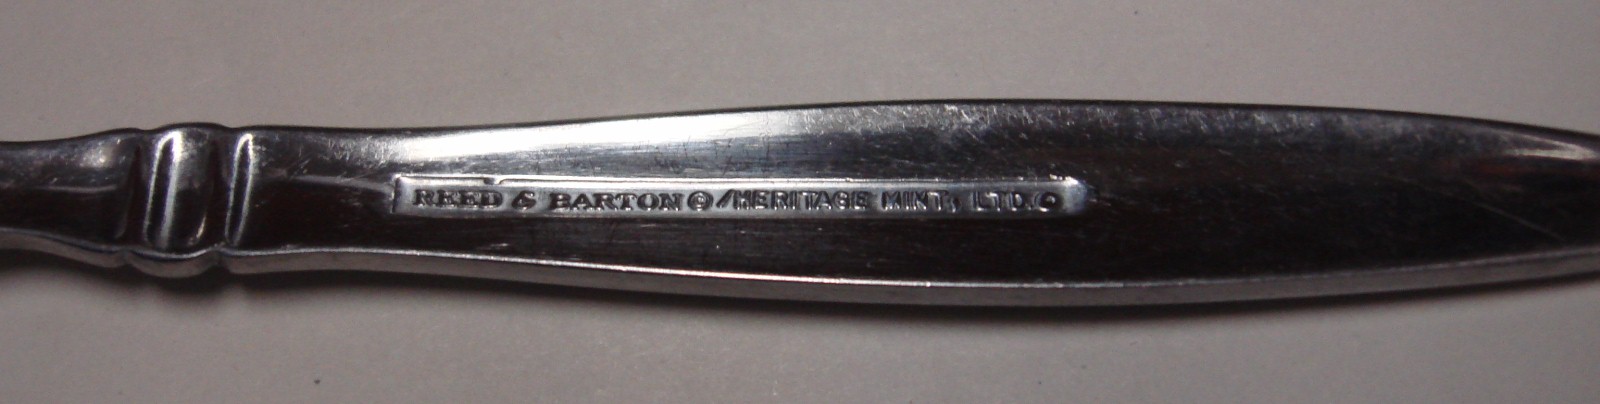 REED & BARTON ®/HERITAGE MINT, LTD.®